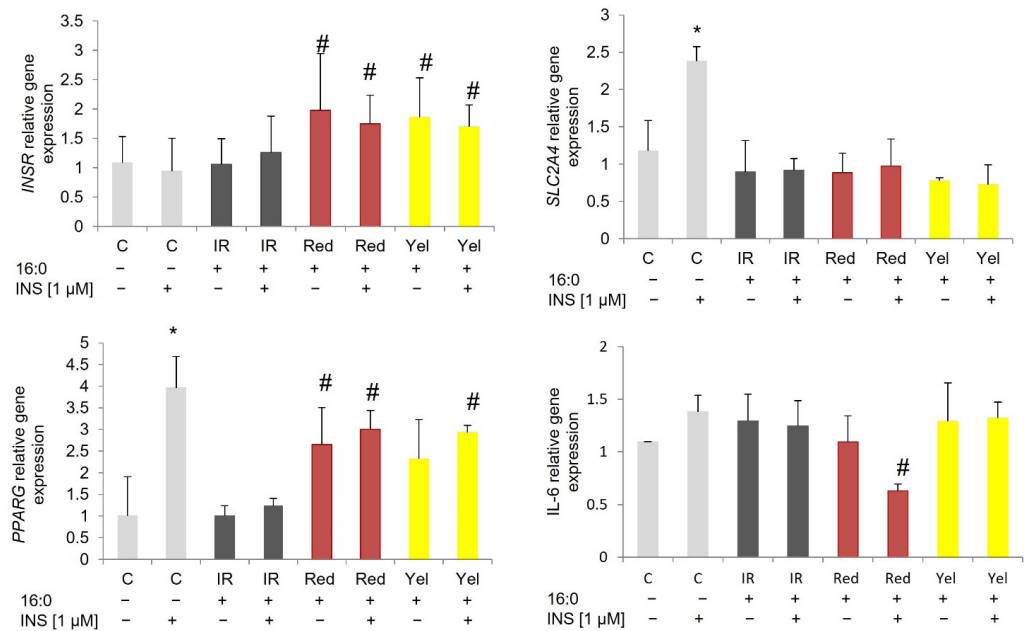 INSR relative gene
expression
3.5
3
2.5
2
1.5
1
0.5
0
# # # #
C C IR IR Red Red Yel Yel
16:0 – – + + + + + +
INS [1 µM] – + – + – + – +
SLC2A4 relative gene
expression
3
2.5
2
1.5
1
0.5
0
*
C C IR IR Red Red Yel Yel
16:0 – – + + + + + +
INS [1 µM] – + – + – + – +
PPARG relative gene
expression
5
4.5
4
3.5
3
2.5
2
1.5
1
0.5
0
* # # #
C C IR IR Red Red Yel Yel
16:0 – – + + + + + +
INS [1 µM] – + – + – + – +
IL-6 relative gene
expression
2
1.5
1
0.5
0
#
C C IR IR Red Red Yel Yel
16:0 – – + + + + + +
INS [1 µM] – + – + – + – +